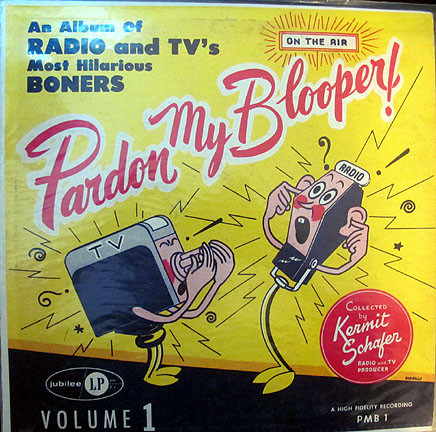 An Album Of
RADIO and TV's
Most Hilarious
BONERS
ON THE AIR
Pardon My Blooper!
TV
RADIO
COLLECTED
by
Kermit
Schafer
RADIO and TV
PRODUCER
jubilee LP
VOLUME 1
A HIGH FIDELITY RECORDING
PMB 1